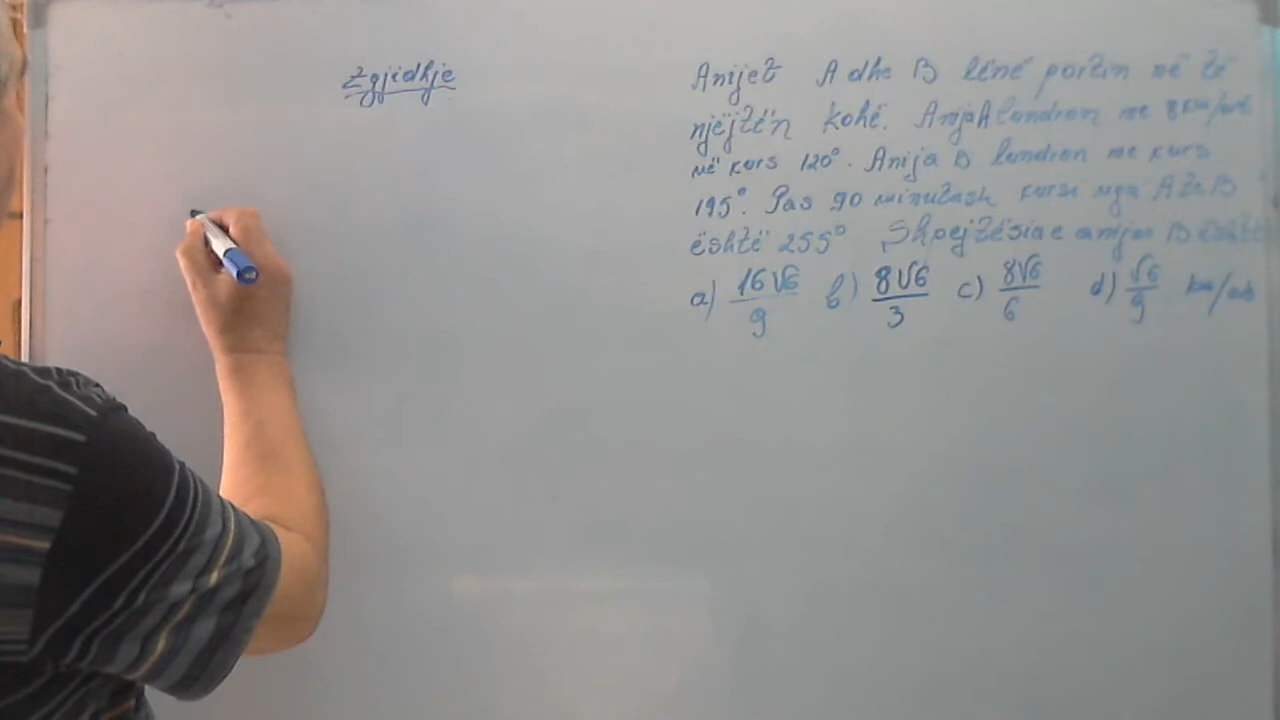 Zgjidhje
Anijet A dhe B lënë portin në të
njëjtën kohë. Anija A lundron me 8 km/orë
në kurs 120°. Anija B lundron me kurs
195°. Pas 90 minutash kursi nga A te B
është 255° Shpejtësia e anijes B është
a) 16√6/9 b) 8√6/3 c) 8√6/6 d) √6/9 km/orë